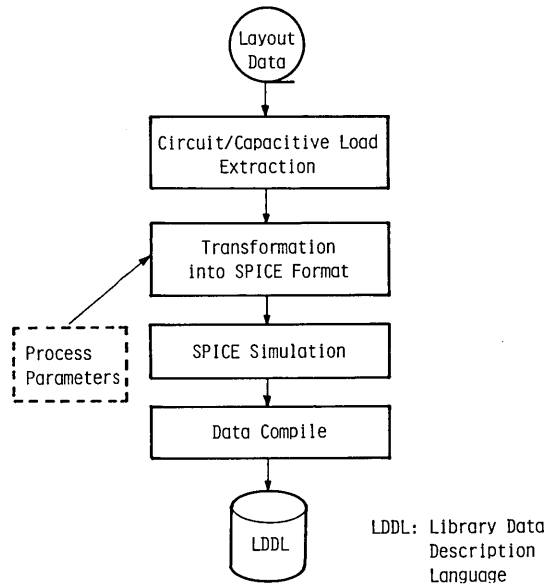 Layout
Data
Circuit/Capacitive Load
Extraction
Transformation
into SPICE Format
Process
Parameters
SPICE Simulation
Data Compile
LDDL
LDDL: Library Data
Description
Language